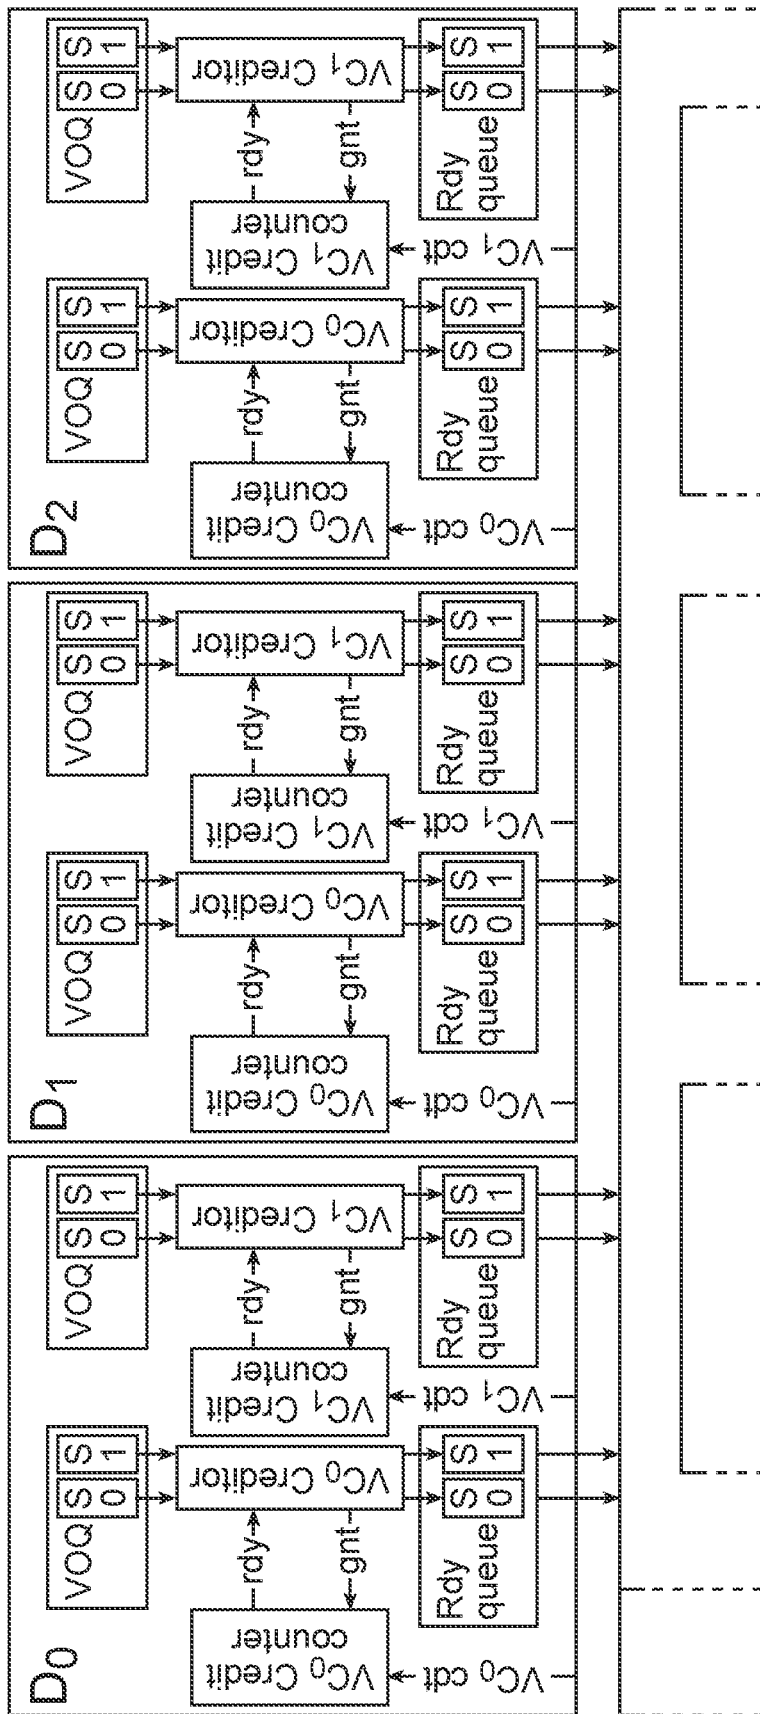 D₀
VOQ
S
0
S
1
VC₀ Credit
counter
rdy
gnt
VC₀ Creditor
VC₀ cdt
Rdy
queue
S
0
S
1
VOQ
S
0
S
1
VC₁ Credit
counter
rdy
gnt
VC₁ Creditor
VC₁ cdt
Rdy
queue
S
0
S
1
D₁
VOQ
S
0
S
1
VC₀ Credit
counter
rdy
gnt
VC₀ Creditor
VC₀ cdt
Rdy
queue
S
0
S
1
VOQ
S
0
S
1
VC₁ Credit
counter
rdy
gnt
VC₁ Creditor
VC₁ cdt
Rdy
queue
S
0
S
1
D₂
VOQ
S
0
S
1
VC₀ Credit
counter
rdy
gnt
VC₀ Creditor
VC₀ cdt
Rdy
queue
S
0
S
1
VOQ
S
0
S
1
VC₁ Credit
counter
rdy
gnt
VC₁ Creditor
VC₁ cdt
Rdy
queue
S
0
S
1